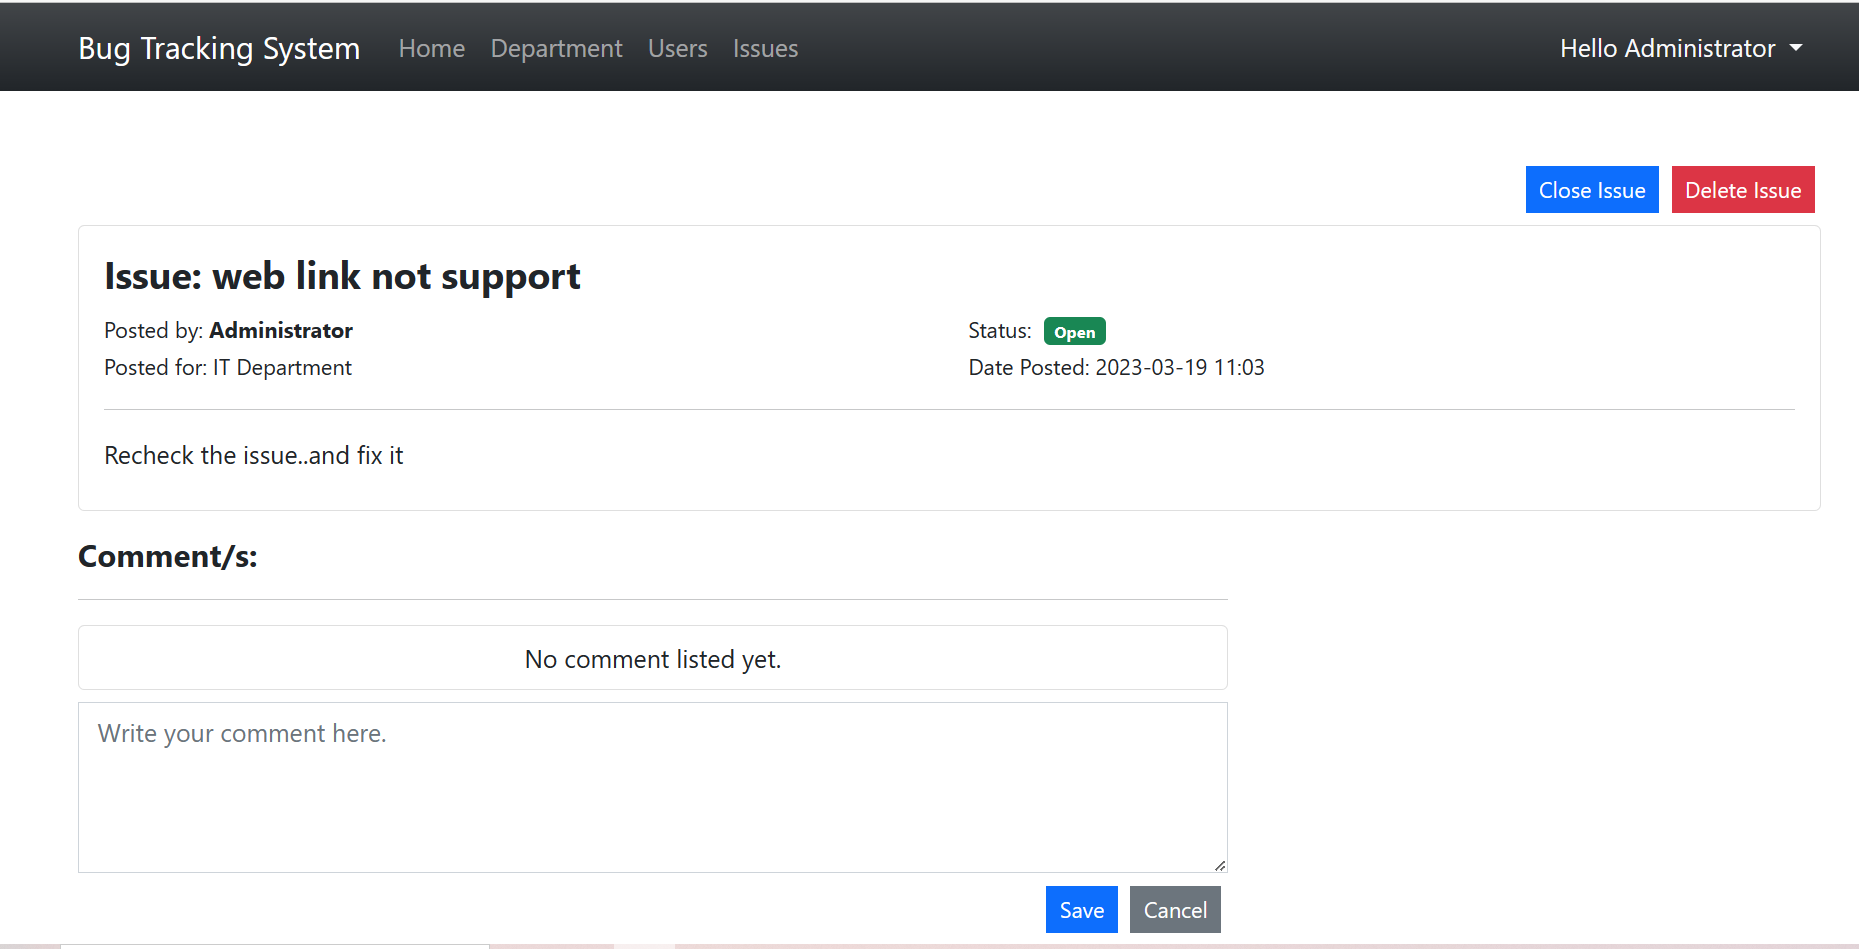 Bug Tracking System Home Department Users Issues Hello Administrator
Close Issue Delete Issue
Issue: web link not support
Posted by: Administrator Status: Open
Posted for: IT Department Date Posted: 2023-03-19 11:03
Recheck the issue..and fix it
Comment/s:
No comment listed yet.
Write your comment here.
Save Cancel